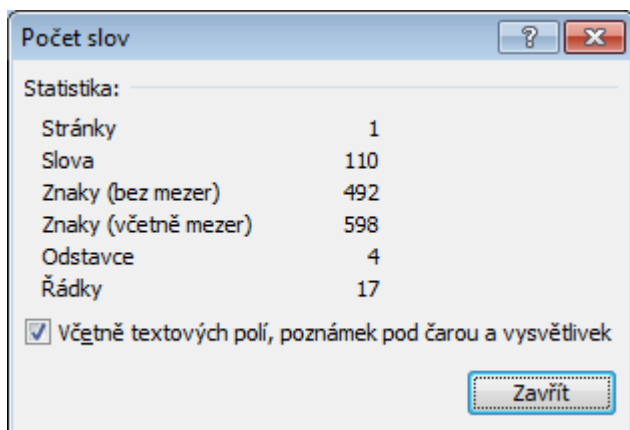 Počet slov
Statistika:
Stránky 1
Slova 110
Znaky (bez mezer) 492
Znaky (včetně mezer) 598
Odstavce 4
Řádky 17
Včetně textových polí, poznámek pod čarou a vysvětlivek
Zavřít